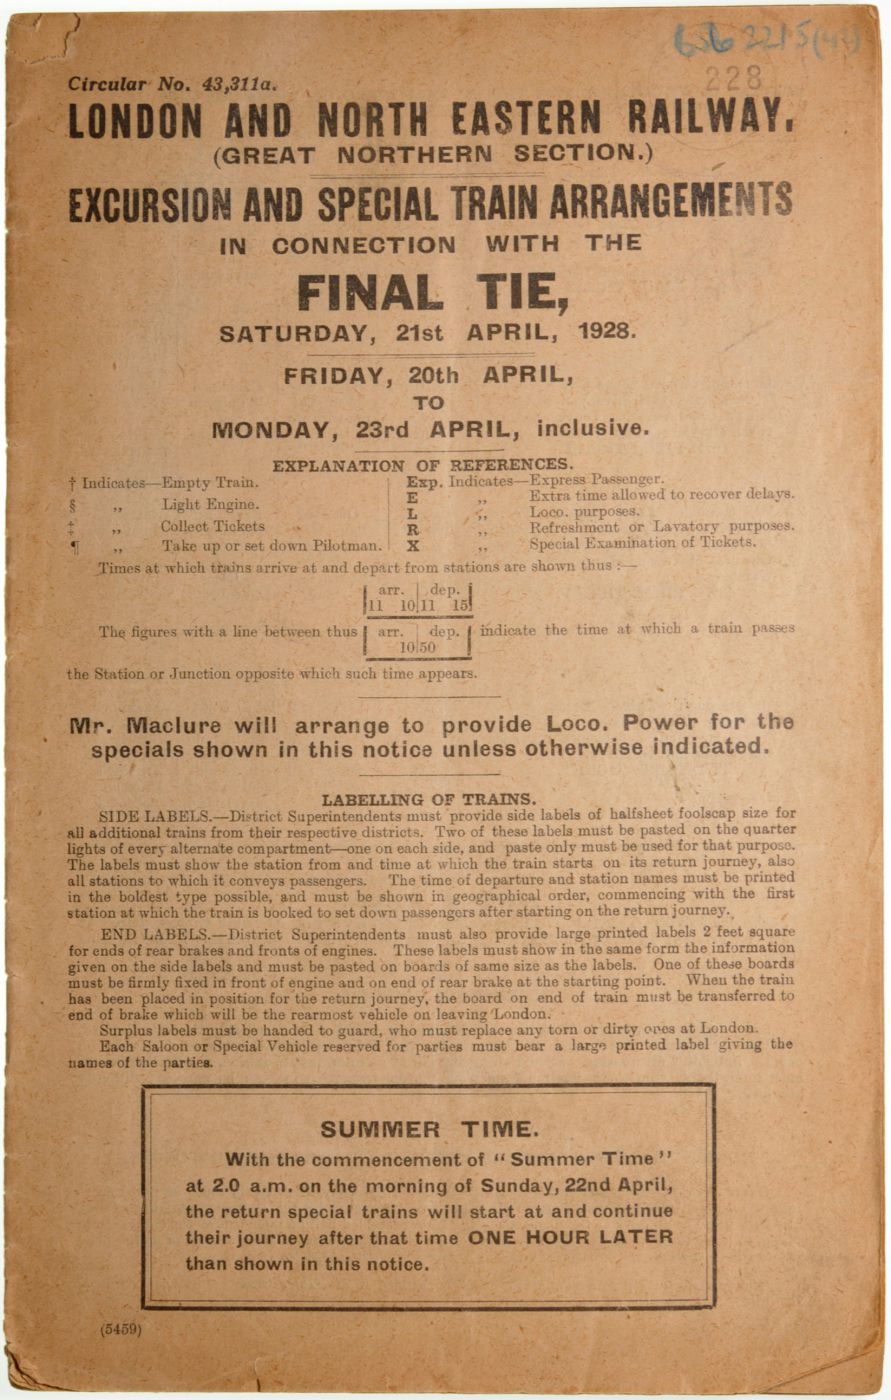 228
Circular No. 43,311a.
LONDON AND NORTH EASTERN RAILWAY.
(GREAT NORTHERN SECTION.)
EXCURSION AND SPECIAL TRAIN ARRANGEMENTS
IN CONNECTION WITH THE
FINAL TIE,
SATURDAY, 21st APRIL, 1928.
FRIDAY, 20th APRIL,
TO
MONDAY, 23rd APRIL, inclusive.
EXPLANATION OF REFERENCES.
† Indicates—Empty Train.
§ „ Light Engine.
‡ „ Collect Tickets
¶ „ Take up or set down Pilotman.
Exp. Indicates—Express Passenger.
E „ Extra time allowed to recover delays.
L „ Loco. purposes.
R „ Refreshment or Lavatory purposes.
X „ Special Examination of Tickets.
Times at which trains arrive at and depart from stations are shown thus :—
arr. dep.
11 10 11 15
The figures with a line between thus arr. dep. indicate the time at which a train passes
10 50
the Station or Junction opposite which such time appears.
Mr. Maclure will arrange to provide Loco. Power for the
specials shown in this notice unless otherwise indicated.
LABELLING OF TRAINS.
SIDE LABELS.—District Superintendents must provide side labels of halfsheet foolscap size for
all additional trains from their respective districts. Two of these labels must be pasted on the quarter
lights of every alternate compartment—one on each side, and paste only must be used for that purpose.
The labels must show the station from and time at which the train starts on its return journey, also
all stations to which it conveys passengers. The time of departure and station names must be printed
in the boldest type possible, and must be shown in geographical order, commencing with the first
station at which the train is booked to set down passengers after starting on the return journey.
END LABELS.—District Superintendents must also provide large printed labels 2 feet square
for ends of rear brakes and fronts of engines. These labels must show in the same form the information
given on the side labels and must be pasted on boards of same size as the labels. One of these boards
must be firmly fixed in front of engine and on end of rear brake at the starting point. When the train
has been placed in position for the return journey, the board on end of train must be transferred to
end of brake which will be the rearmost vehicle on leaving London.
Surplus labels must be handed to guard, who must replace any torn or dirty ones at London.
Each Saloon or Special Vehicle reserved for parties must bear a large printed label giving the
names of the parties.
SUMMER TIME.
With the commencement of "Summer Time"
at 2.0 a.m. on the morning of Sunday, 22nd April,
the return special trains will start at and continue
their journey after that time ONE HOUR LATER
than shown in this notice.
(5459)